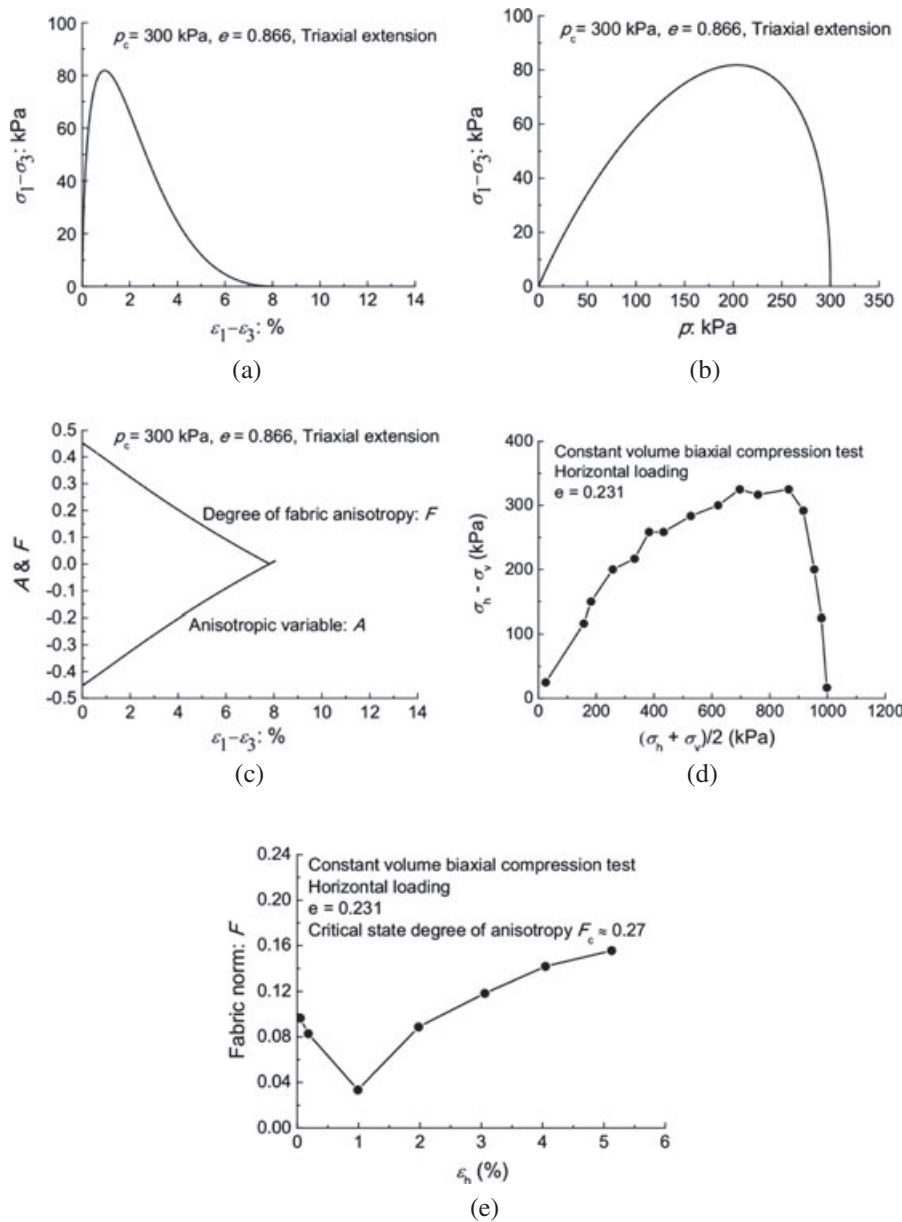 p_c = 300 kPa, e = 0.866, Triaxial extension
σ₁–σ₃: kPa
100
80
60
40
20
0
0 2 4 6 8 10 12 14
ε₁–ε₃: %
(a)
p_c = 300 kPa, e = 0.866, Triaxial extension
σ₁–σ₃: kPa
100
80
60
40
20
0
0 50 100 150 200 250 300 350
p: kPa
(b)
p_c = 300 kPa, e = 0.866, Triaxial extension
A & F
0.5
0.4
0.3
0.2
0.1
0.0
-0.1
-0.2
-0.3
-0.4
-0.5
Degree of fabric anisotropy: F
Anisotropic variable: A
0 2 4 6 8 10 12 14
ε₁–ε₃: %
(c)
Constant volume biaxial compression test
Horizontal loading
e = 0.231
σ_h - σ_v (kPa)
400
300
200
100
0
0 200 400 600 800 1000 1200
(σ_h + σ_v)/2 (kPa)
(d)
Constant volume biaxial compression test
Horizontal loading
e = 0.231
Critical state degree of anisotropy F_c ≈ 0.27
Fabric norm: F
0.24
0.20
0.16
0.12
0.08
0.04
0.00
0 1 2 3 4 5 6
ε_h (%)
(e)